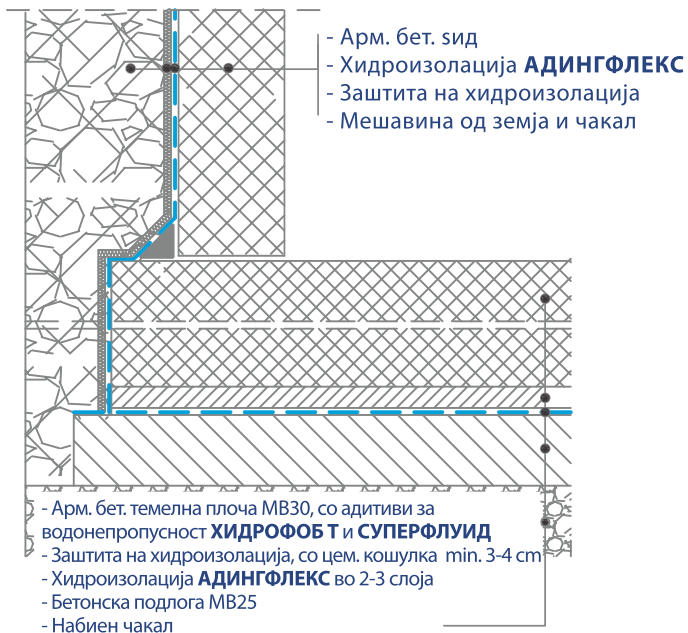 - Арм. бет. ѕид
- Хидроизолација АДИНГФЛЕКС
- Заштита на хидроизолација
- Мешавина од земја и чакал
- Арм. бет. темелна плоча МВ30, со адитиви за
водонепропусност ХИДРОФОБ Т и СУПЕРФЛУИД
- Заштита на хидроизолација, со цем. кошулка min. 3-4 cm
- Хидроизолација АДИНГФЛЕКС во 2-3 слоја
- Бетонска подлога МВ25
- Набиен чакал